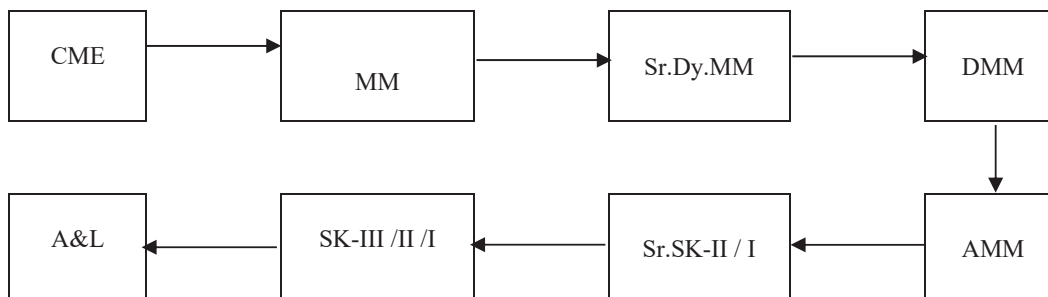 CME
MM
Sr.Dy.MM
DMM
A&L
SK-III /II /I
Sr.SK-II / I
AMM